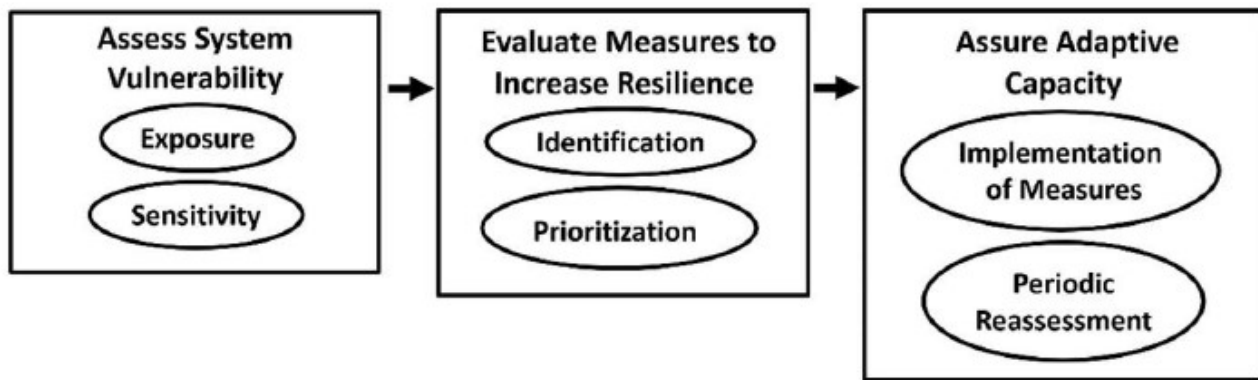 Assess System
Vulnerability
Exposure
Sensitivity
Evaluate Measures to
Increase Resilience
Identification
Prioritization
Assure Adaptive
Capacity
Implementation
of Measures
Periodic
Reassessment